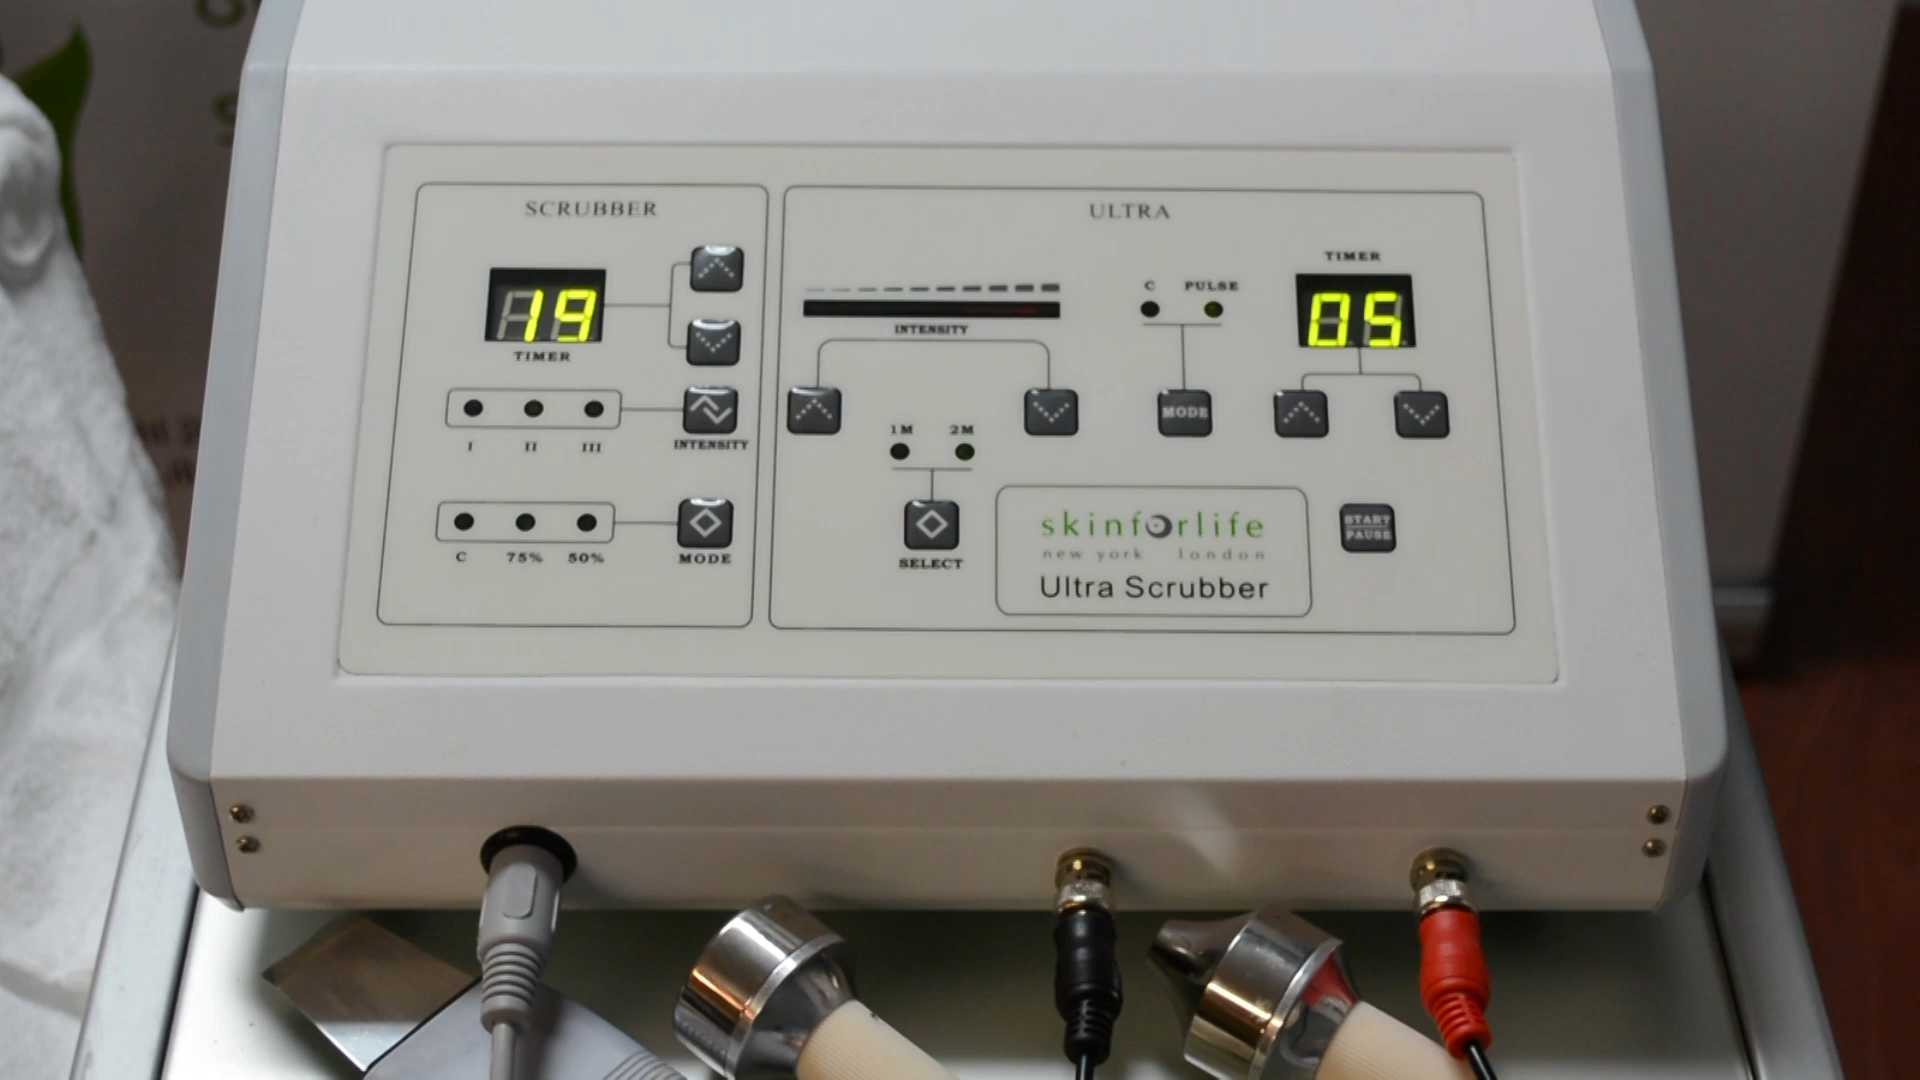 SCRUBBER
19
TIMER
I II III
INTENSITY
C 75% 50%
MODE
ULTRA
INTENSITY
C PULSE
MODE
TIMER
05
1M 2M
SELECT
START
PAUSE
skinforlife
new york london
Ultra Scrubber